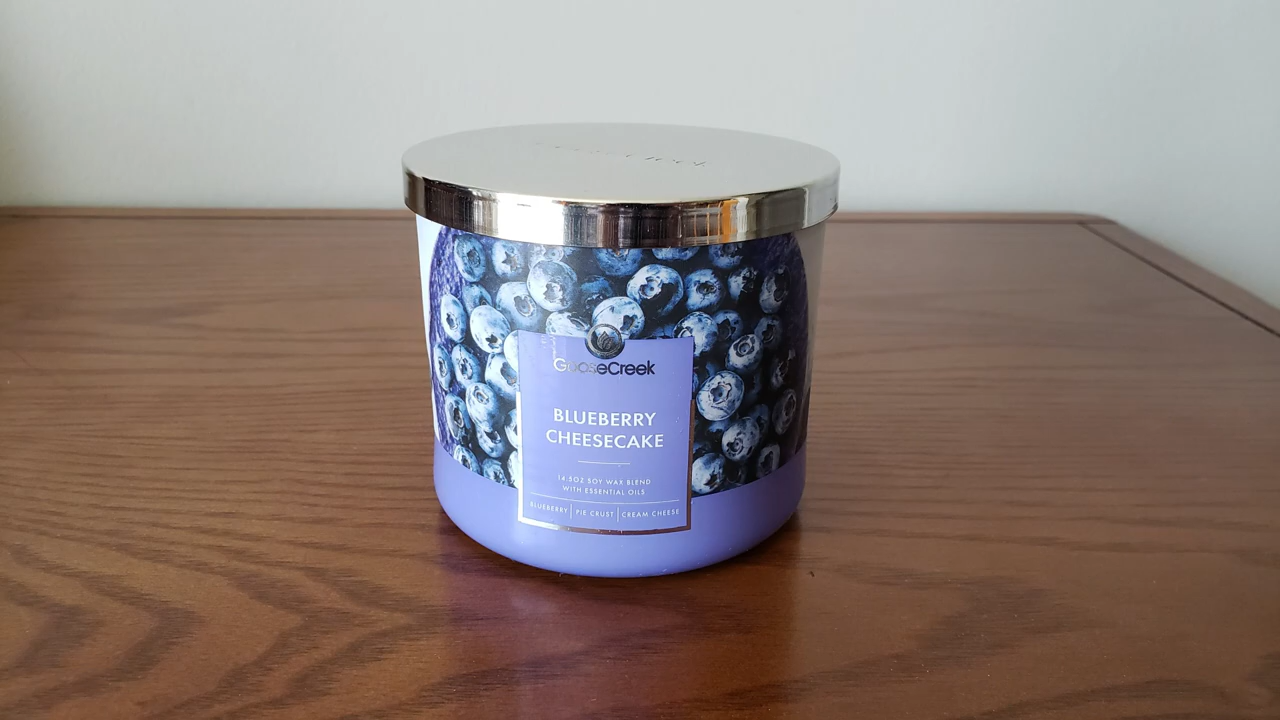 GooseCreek
BLUEBERRY
CHEESECAKE
14.5OZ SOY WAX BLEND
WITH ESSENTIAL OILS
BLUEBERRY | PIE CRUST | CREAM CHEESE